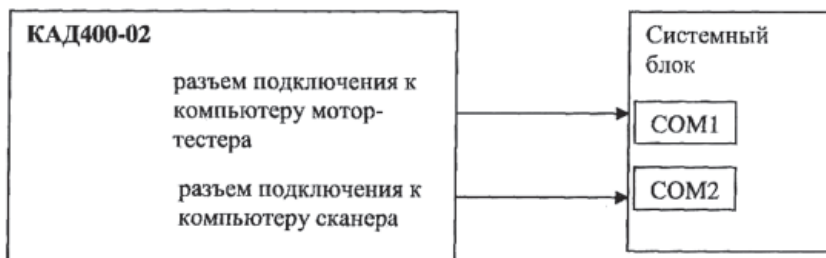 КАД400-02
разъем подключения к
компьютеру мотор-
тестера
разъем подключения к
компьютеру сканера
Системный
блок
COM1
COM2